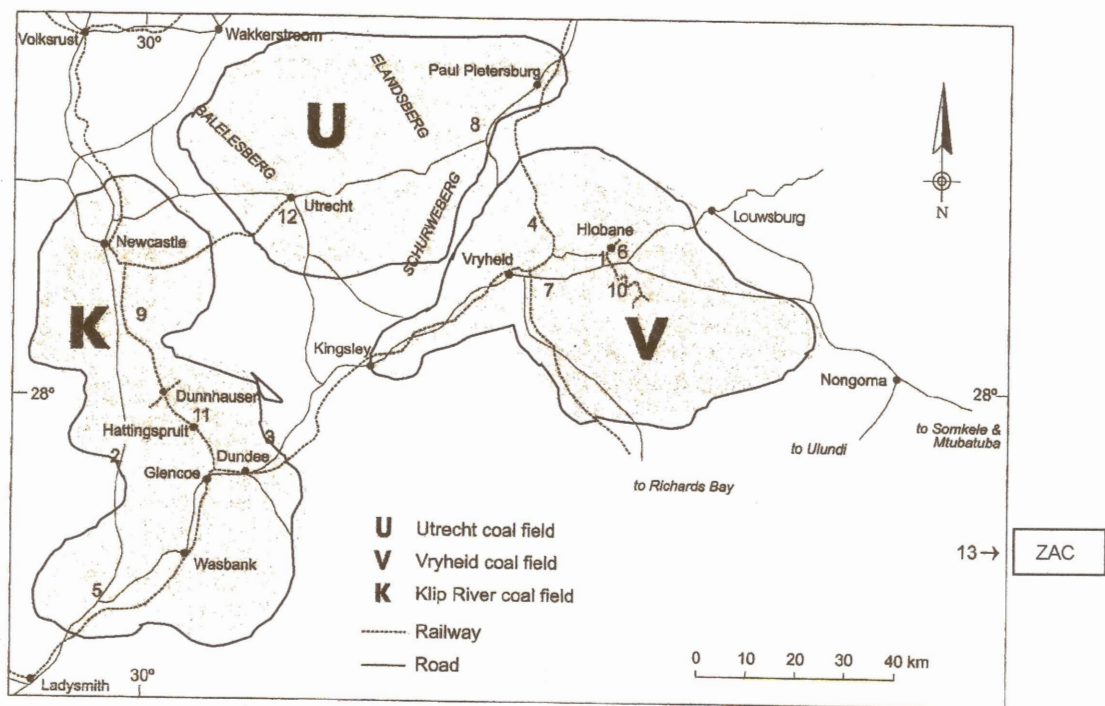 Volksrust
30°
Wakkerstroom
Paul Pietersburg
ELANDSBERG
BALELESBERG
U
8
Utrecht
12
SCHURWEBERG
Newcastle
N
Louwsburg
4
Hlobane
1
6
Vryheid
7
10
9
K
V
Kingsley
28°
Dunnhauser
11
Hattingspruit
3
2
Dundee
Glencoe
Nongoma
28°
to Somkele &
Mtubatuba
to Ulundi
to Richards Bay
U Utrecht coal field
V Vryheid coal field
K Klip River coal field
Railway
Road
Wasbank
5
13→ ZAC
0 10 20 30 40 km
Ladysmith
30°